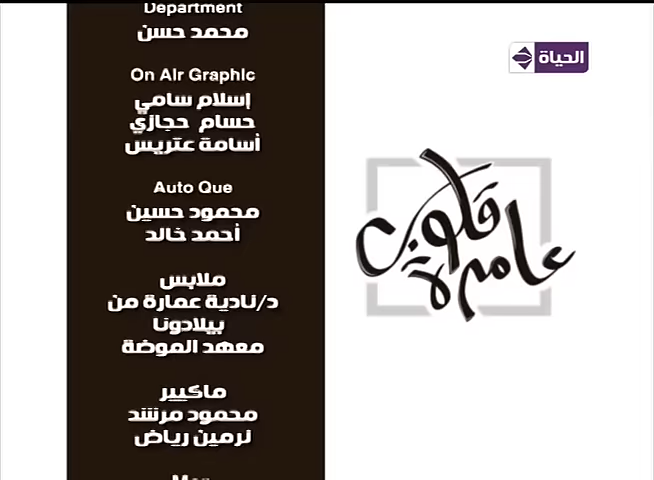 Department
محمد حسن
On Air Graphic
إسلام سامي
حسام حجازي
أسامة عتريس
Auto Que
محمود حسين
أحمد خالد
ملابس
د/نادية عمارة من
بيلادونا
معهد الموضة
ماكيير
محمود مرشد
نرمين رياض
الحياة
قلوب
عامرة